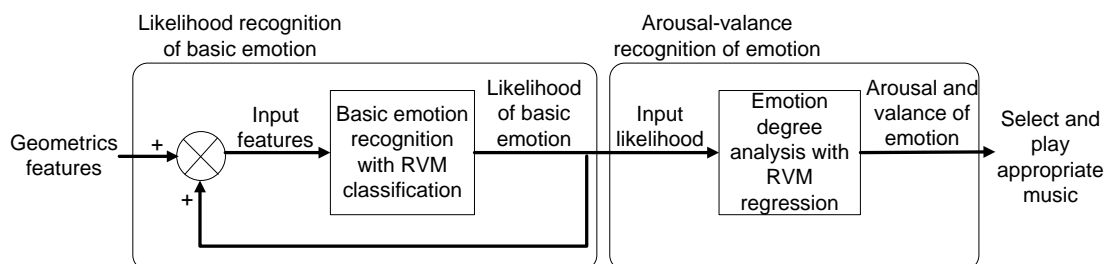 Likelihood recognition
of basic emotion
Arousal-valance
recognition of emotion
Geometrics
features
+
+
Input
features
Basic emotion
recognition
with RVM
classification
Likelihood
of basic
emotion
Input
likelihood
Emotion
degree
analysis with
RVM
regression
Arousal and
valance of
emotion
Select and
play
appropriate
music